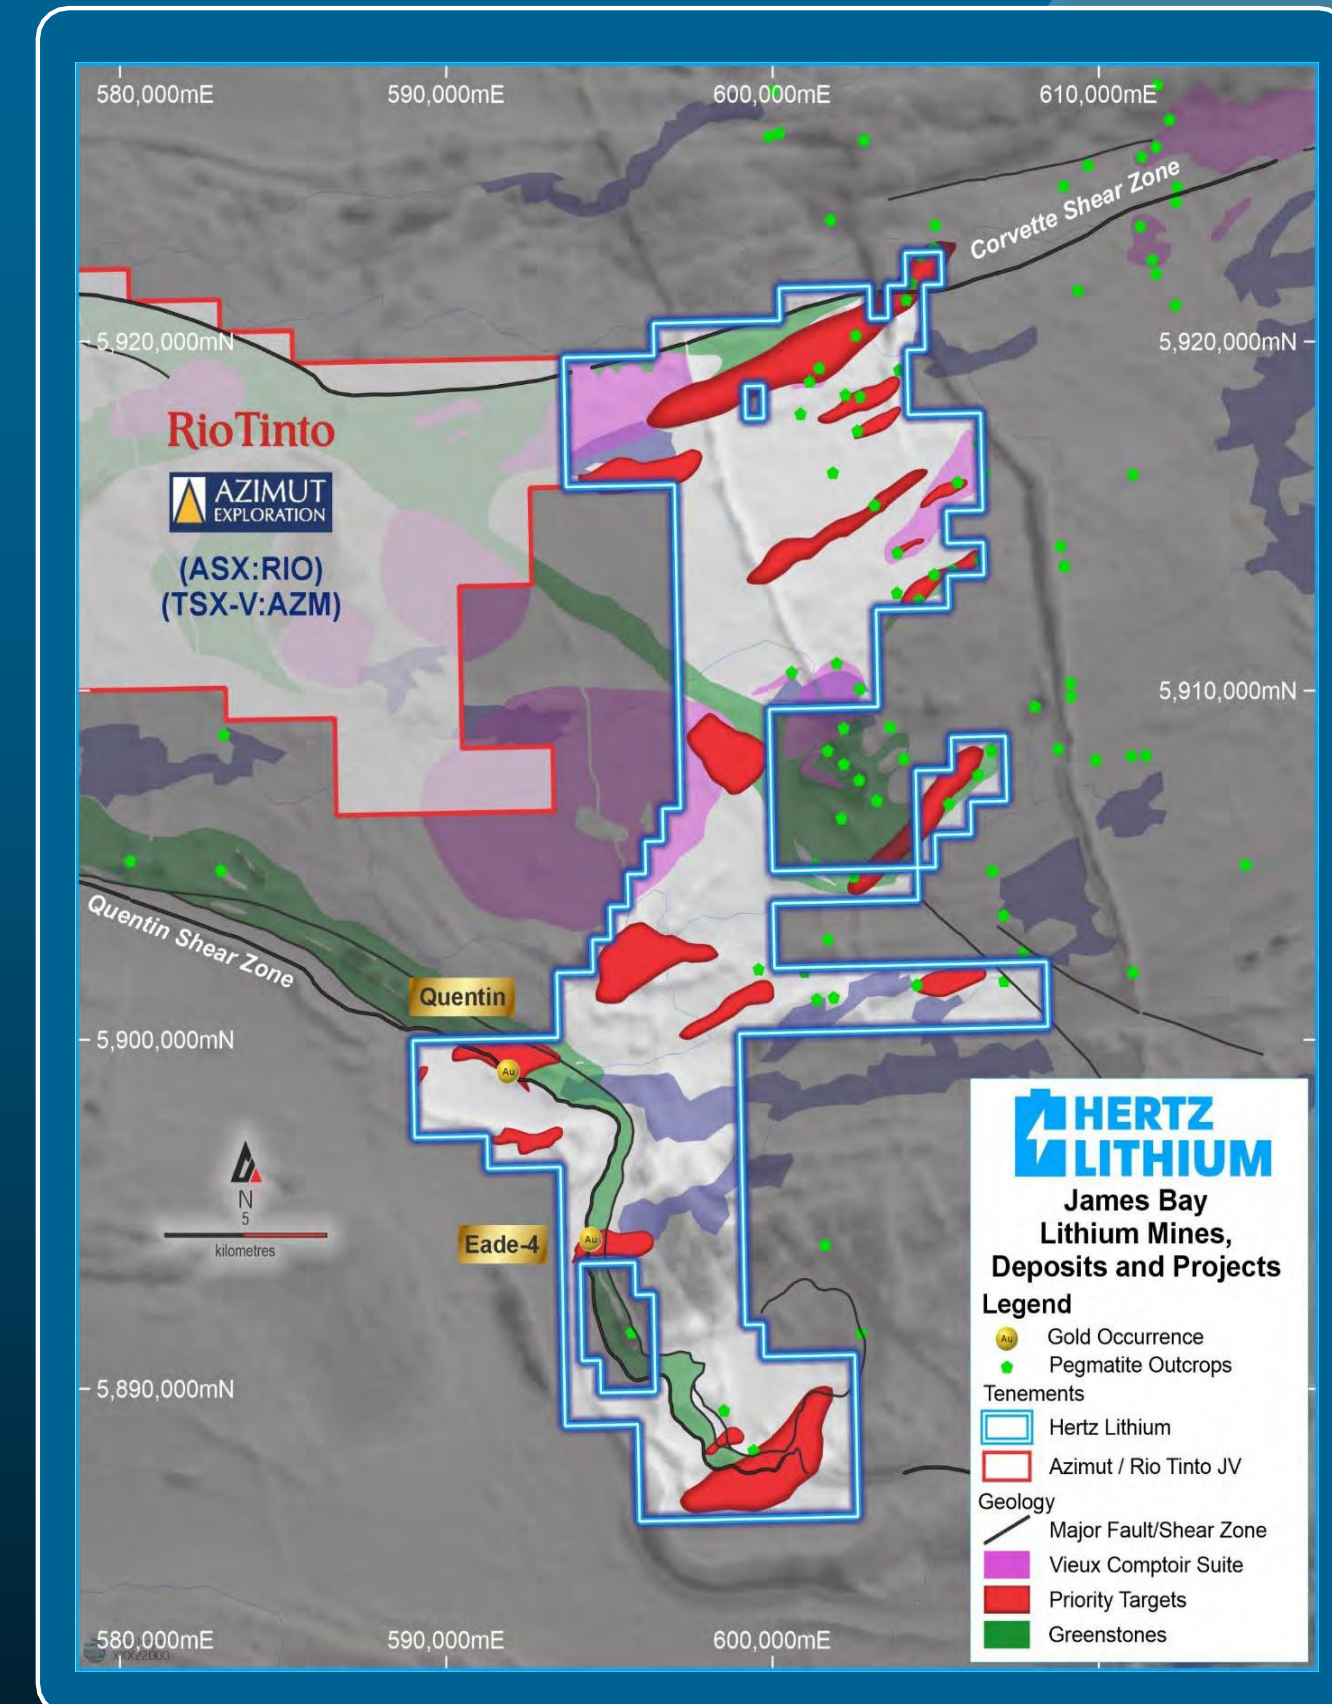 580,000mE
590,000mE
600,000mE
610,000mE
Corvette Shear Zone
5,920,000mN
5,920,000mN
RioTinto
AZIMUT
EXPLORATION
(ASX:RIO)
(TSX-V:AZM)
5,910,000mN
Quentin Shear Zone
Quentin
5,900,000mN
Au
N
5
kilometres
Eade-4
Au
5,890,000mN
HERTZ
LITHIUM
James Bay
Lithium Mines,
Deposits and Projects
Legend
Au
Gold Occurrence
Pegmatite Outcrops
Tenements
Hertz Lithium
Azimut / Rio Tinto JV
Geology
Major Fault/Shear Zone
Vieux Comptoir Suite
Priority Targets
Greenstones
580,000mE
590,000mE
600,000mE